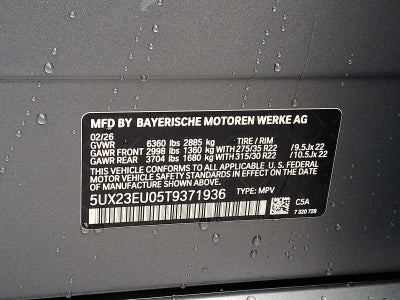 MFD BY BAYERISCHE MOTOREN WERKE AG
02/26 TIRE / RIM
GVWR 6360 lbs 2885 kg
GAWR FRONT 2998 lbs 1360 kg WITH 275/35 R22 /9.5Jx 22
GAWR REAR 3704 lbs 1680 kg WITH 315/30 R22 /10.5Jx 22
THIS VEHICLE CONFORMS TO ALL APPLICABLE U. S. FEDERAL
MOTOR VEHICLE SAFETY STANDARDS IN EFFECT ON THE DATE
OF MANUFACTURE SHOWN ABOVE.
5UX23EU05T9371936 TYPE: MPV
C5A
7 320 739